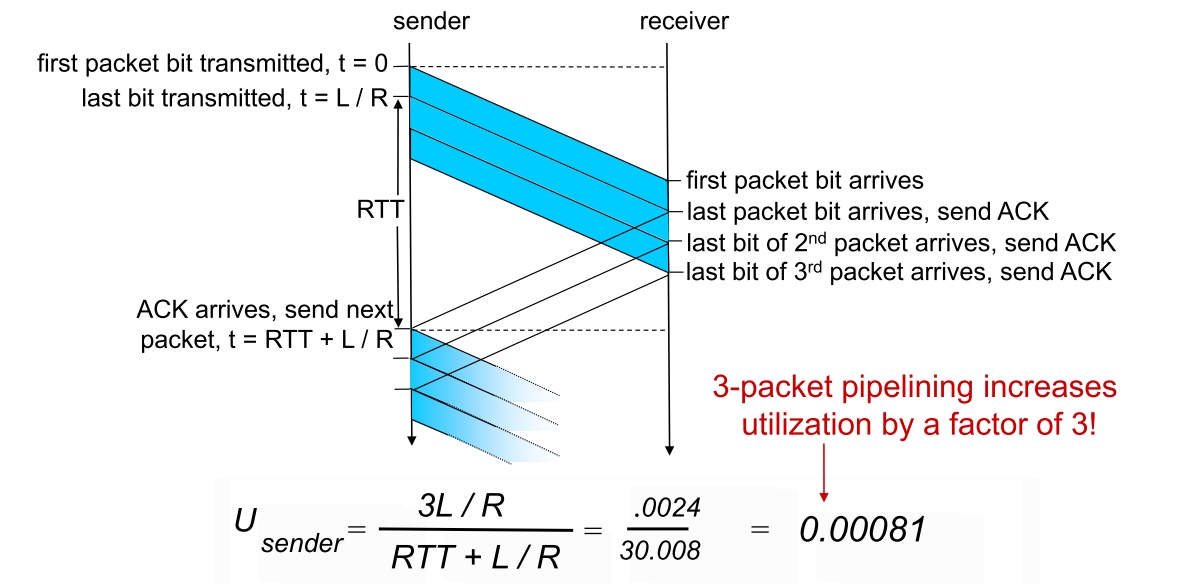 sender
receiver
first packet bit transmitted, t = 0
last bit transmitted, t = L / R
first packet bit arrives
RTT
last packet bit arrives, send ACK
last bit of 2nd packet arrives, send ACK
last bit of 3rd packet arrives, send ACK
ACK arrives, send next
packet, t = RTT + L / R
3-packet pipelining increases
utilization by a factor of 3!
U sender = 3L / R / RTT + L / R = .0024 / 30.008 = 0.00081